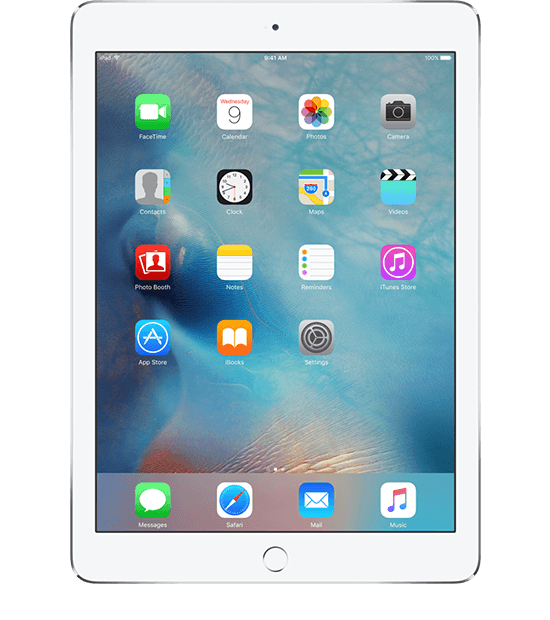 iPad 9:41 AM 100%
FaceTime Wednesday 9 Calendar Photos Camera
Contacts Clock 280 Maps Videos
Photo Booth Notes Reminders iTunes Store
App Store iBooks Settings
Messages Safari Mail Music